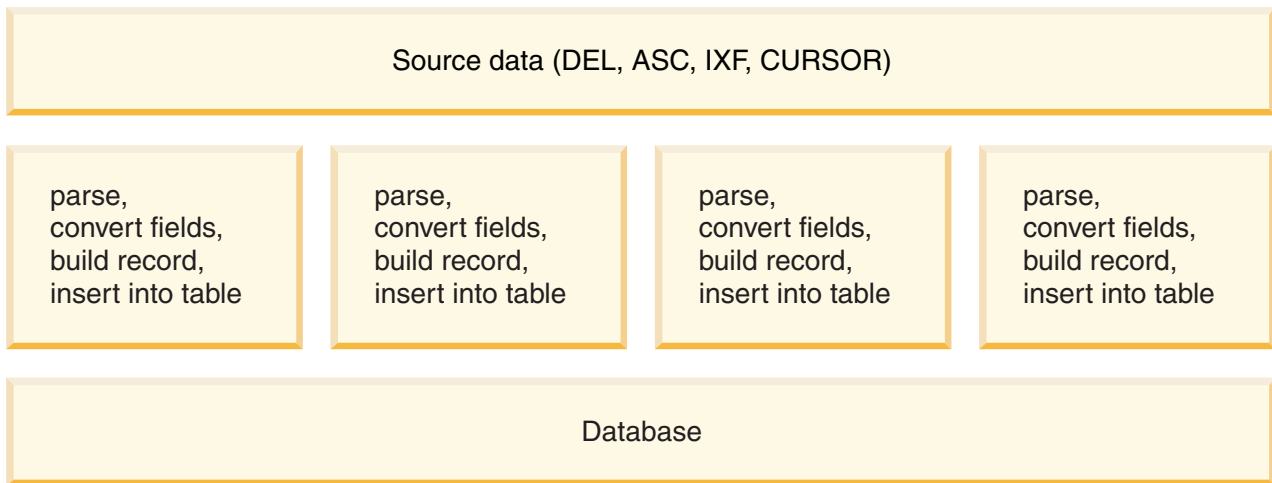 Source data (DEL, ASC, IXF, CURSOR)
parse,
convert fields,
build record,
insert into table
parse,
convert fields,
build record,
insert into table
parse,
convert fields,
build record,
insert into table
parse,
convert fields,
build record,
insert into table
Database